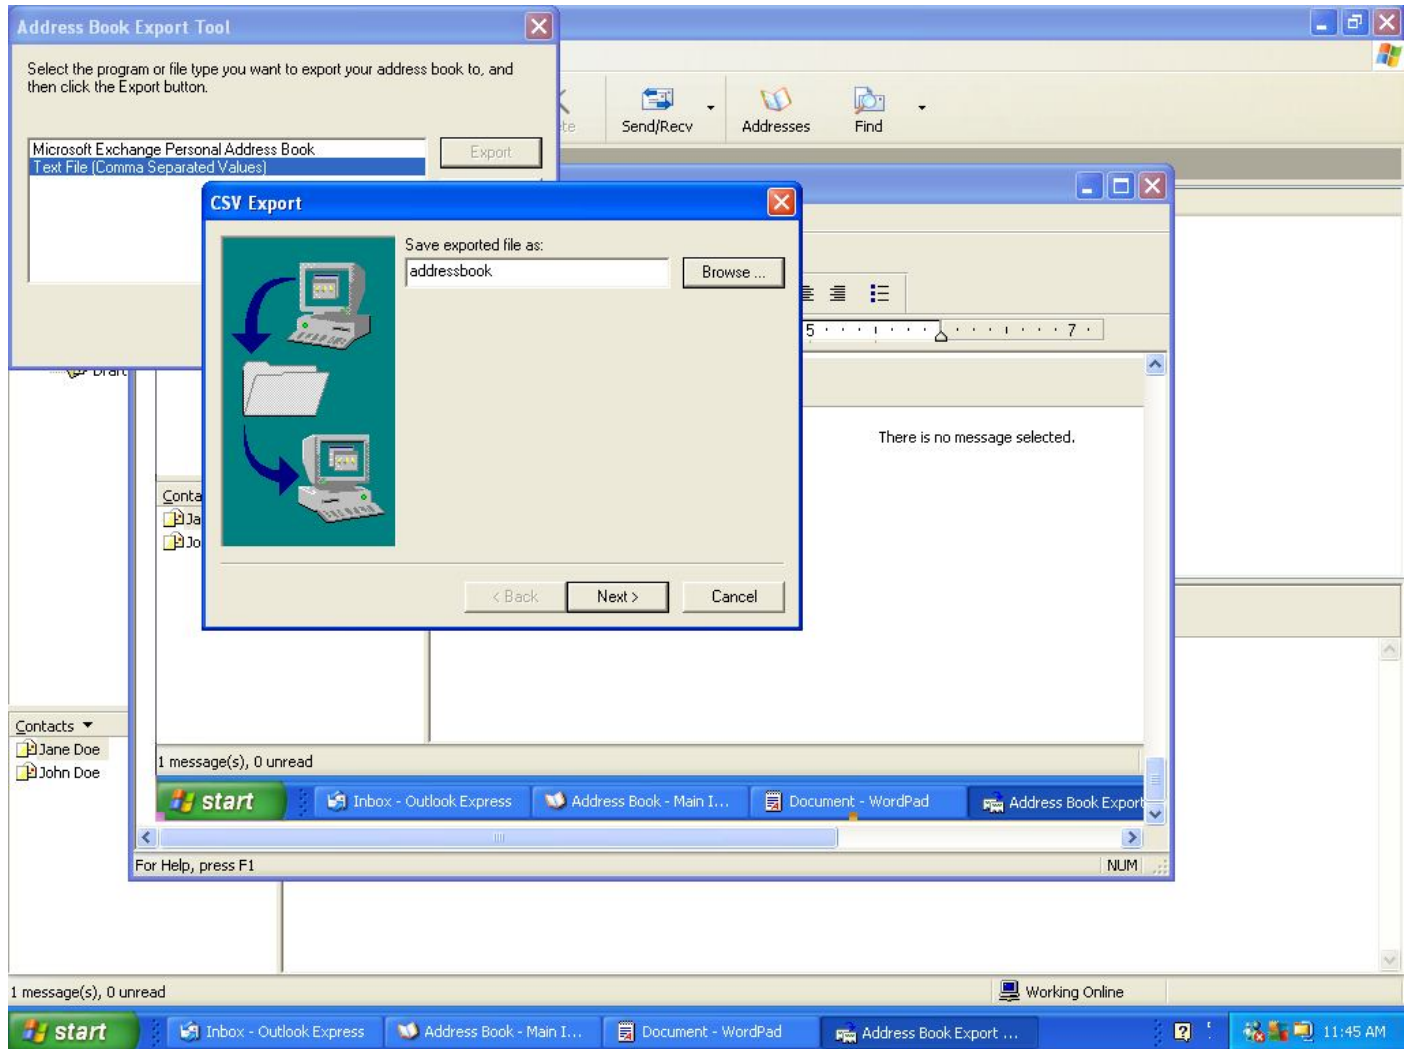 Address Book Export Tool
Select the program or file type you want to export your address book to, and
then click the Export button.
Microsoft Exchange Personal Address Book
Text File (Comma Separated Values)
Export
Send/Recv
Addresses
Find
CSV Export
Save exported file as:
addressbook
Browse ...
5
7
There is no message selected.
< Back
Next >
Cancel
1 message(s), 0 unread
start
Inbox - Outlook Express
Address Book - Main I...
Document - WordPad
Address Book Export
For Help, press F1
NUM
Contacts
Jane Doe
John Doe
1 message(s), 0 unread
Working Online
start
Inbox - Outlook Express
Address Book - Main I...
Document - WordPad
Address Book Export ...
11:45 AM